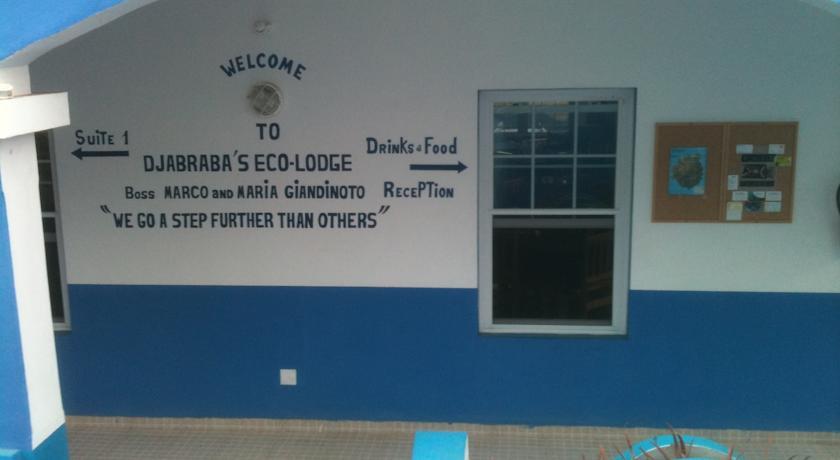 WELCOME
TO
SUITE 1
Drinks & Food
DJABRABA'S ECO-LODGE
Boss MARCO and MARIA GIANDINOTO
RECEPTION
"WE GO A STEP FURTHER THAN OTHERS"